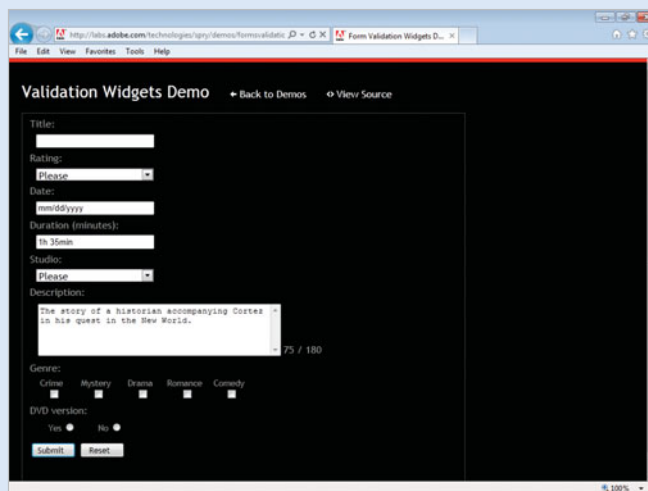 http://labs.adobe.com/technologies/spry/demos/formsvalidatic
Form Validation Widgets D...
File Edit View Favorites Tools Help
Validation Widgets Demo Back to Demos View Source
Title:
Rating:
Please
Date:
mm/dd/yyyy
Duration (minutes):
1h 35min
Studio:
Please
Description:
The story of a historian accompanying Cortez
in his quest in the New World.
75 / 180
Genre:
Crime Mystery Drama Romance Comedy
DVD version:
Yes No
Submit Reset
100%